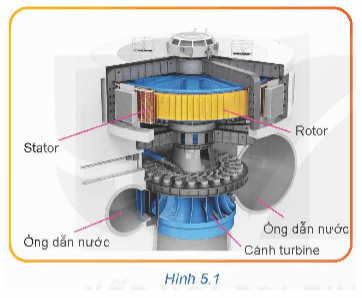 Stator
Rotor
Ống dẫn nước
Ống dẫn nước
Cánh turbine
Hình 5.1